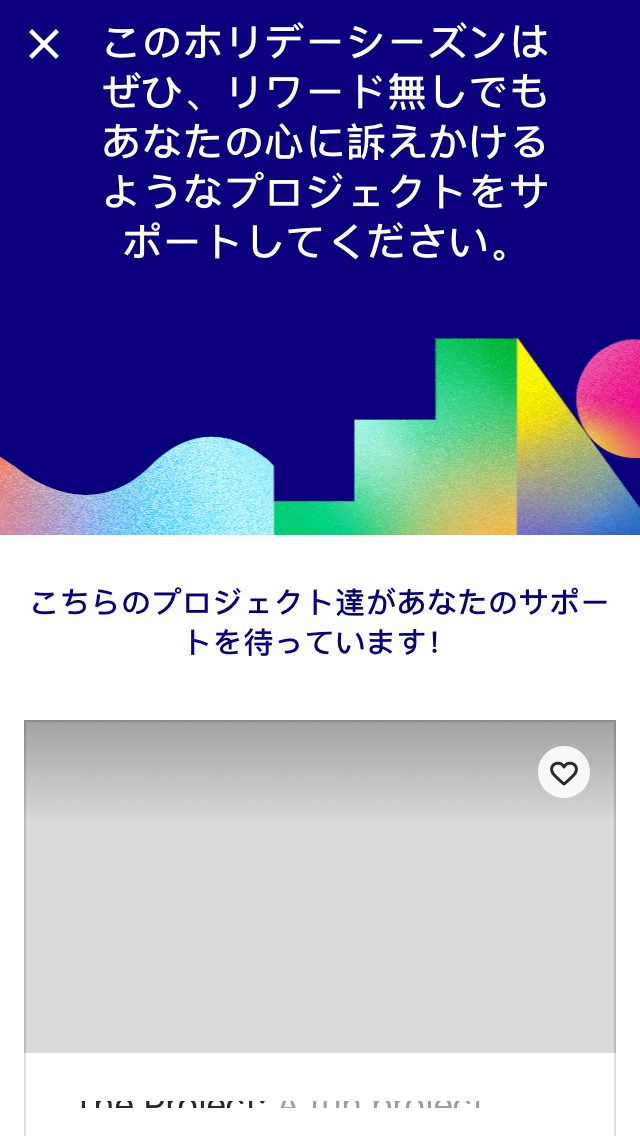 このホリデーシーズンは
ぜひ、リワード無しでも
あなたの心に訴えかける
ようなプロジェクトをサ
ポートしてください。
こちらのプロジェクト達があなたのサポー
トを待っています!
The Project: A fun project